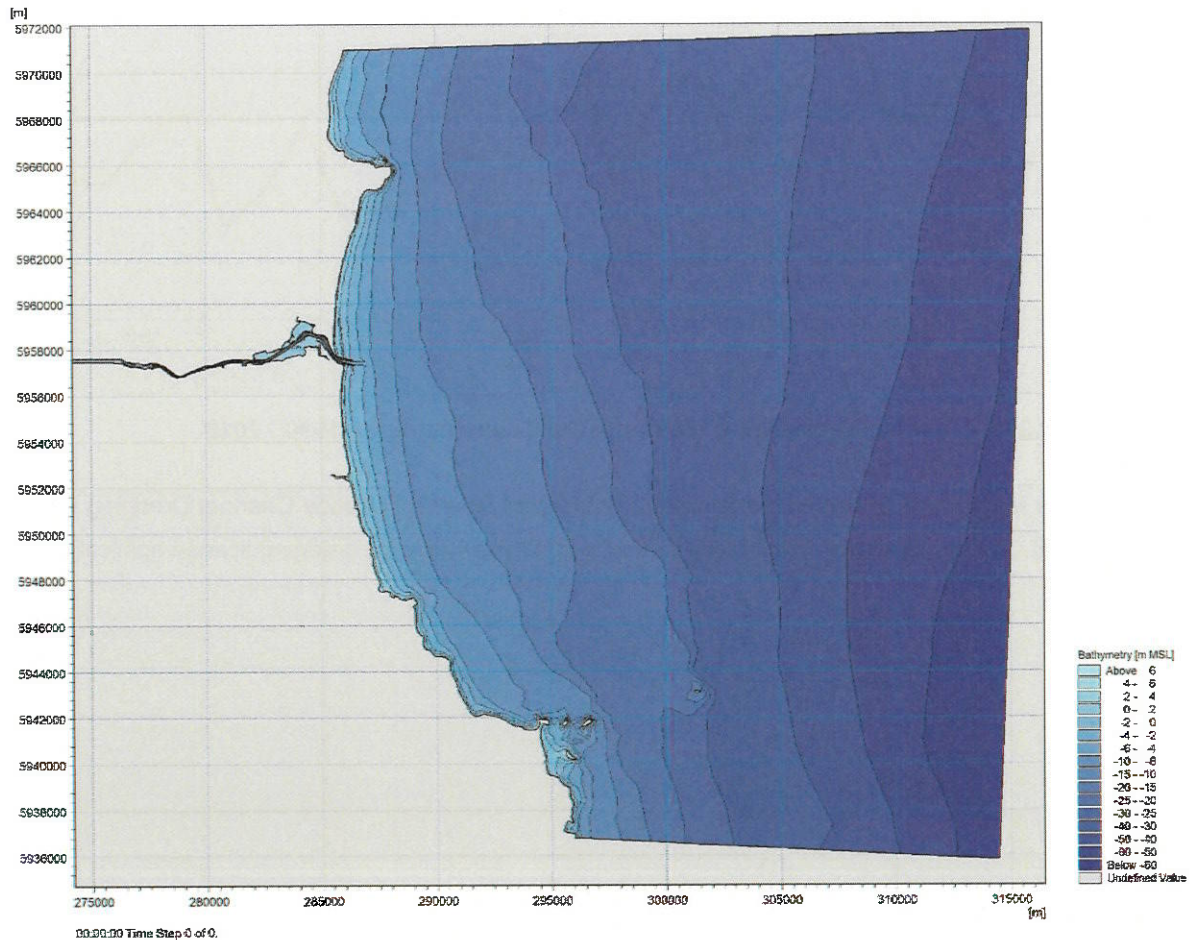 [m]
5972000
5970000
5968000
5966000
5964000
5962000
5960000
5958000
5956000
5954000
5952000
5950000
5948000
5946000
5944000
5942000
5940000
5938000
5936000
275000 280000 285000 290000 295000 300000 305000 310000 315000
[m]
00:00:00 Time Step 0 of 0.
Bathymetry [m MSL]
Above 6
4 - 6
2 - 4
0 - 2
-2 - 0
-4 - -2
-6 - -4
-10 - -6
-15 - -10
-20 - -15
-25 - -20
-30 - -25
-40 - -30
-50 - -40
-60 - -50
Below -60
Undefined Value